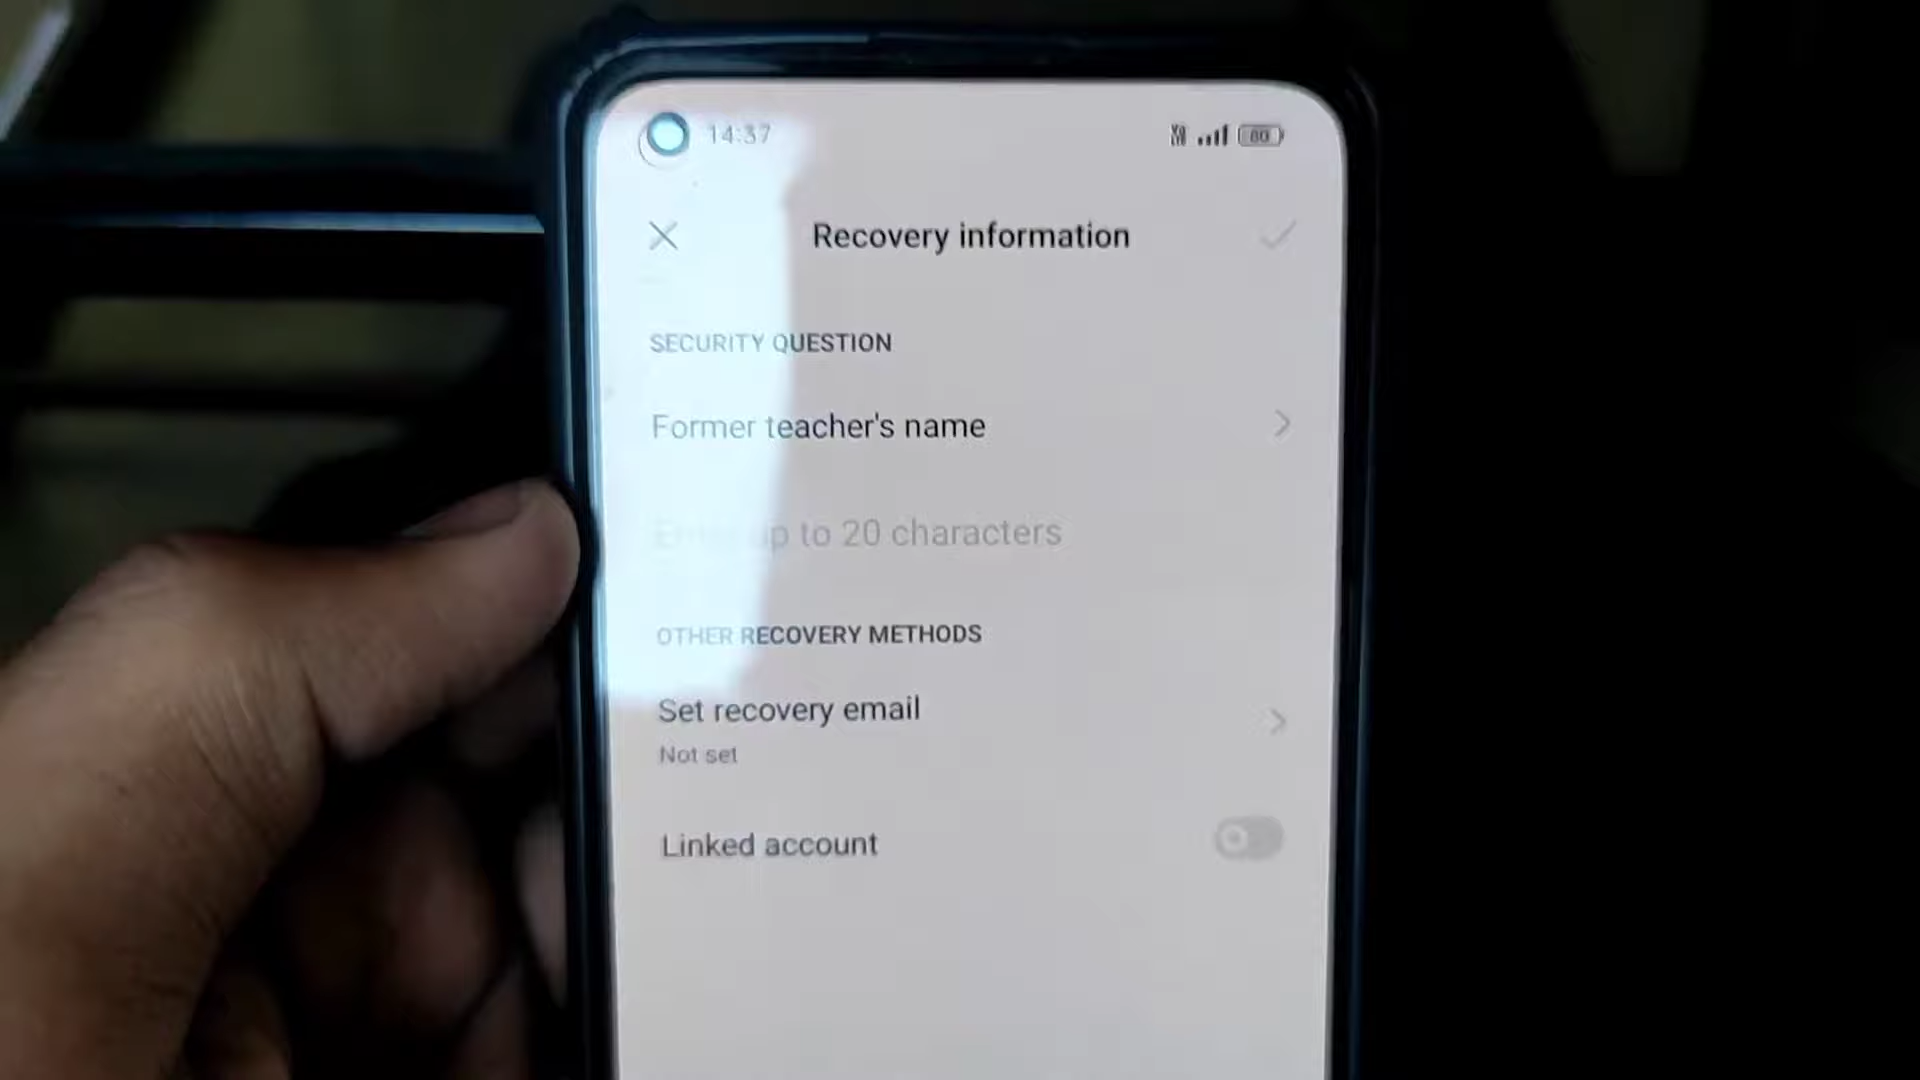 14:37 80
Recovery information
SECURITY QUESTION
Former teacher's name
Enter up to 20 characters
OTHER RECOVERY METHODS
Set recovery email
Not set
Linked account